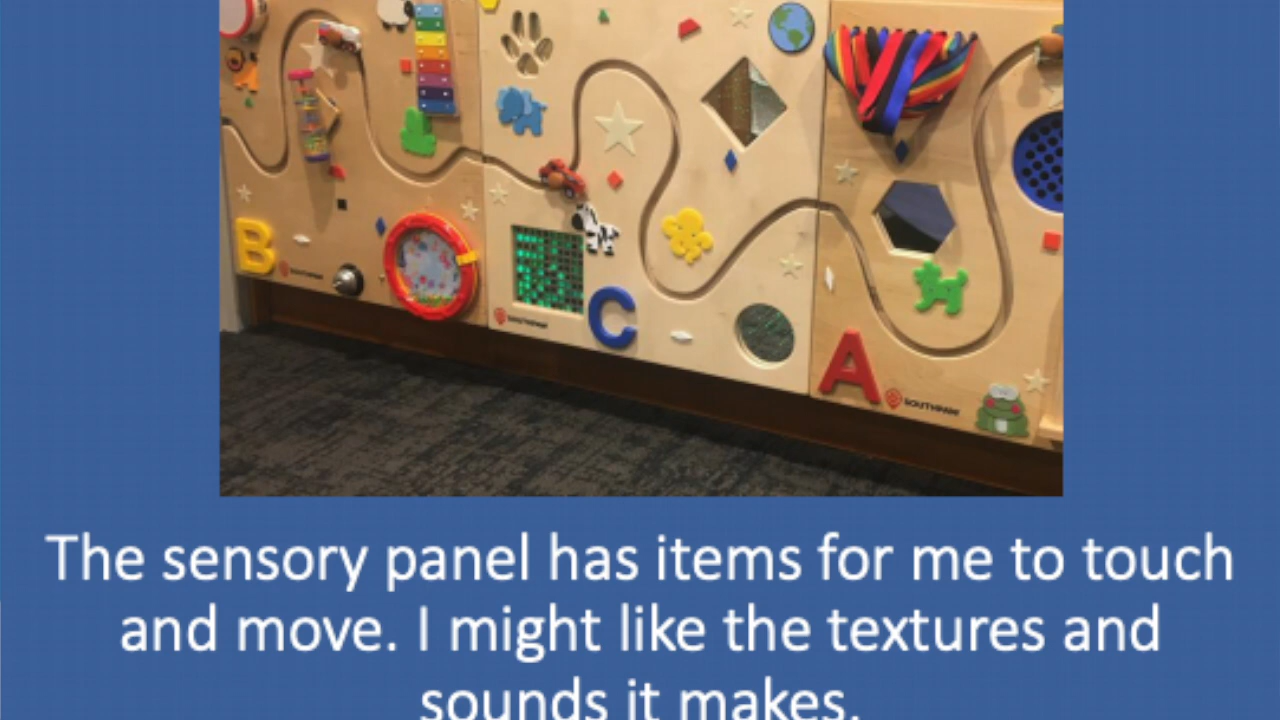 B
C
A
SOUTHPAW
The sensory panel has items for me to touch
and move. I might like the textures and
sounds it makes.